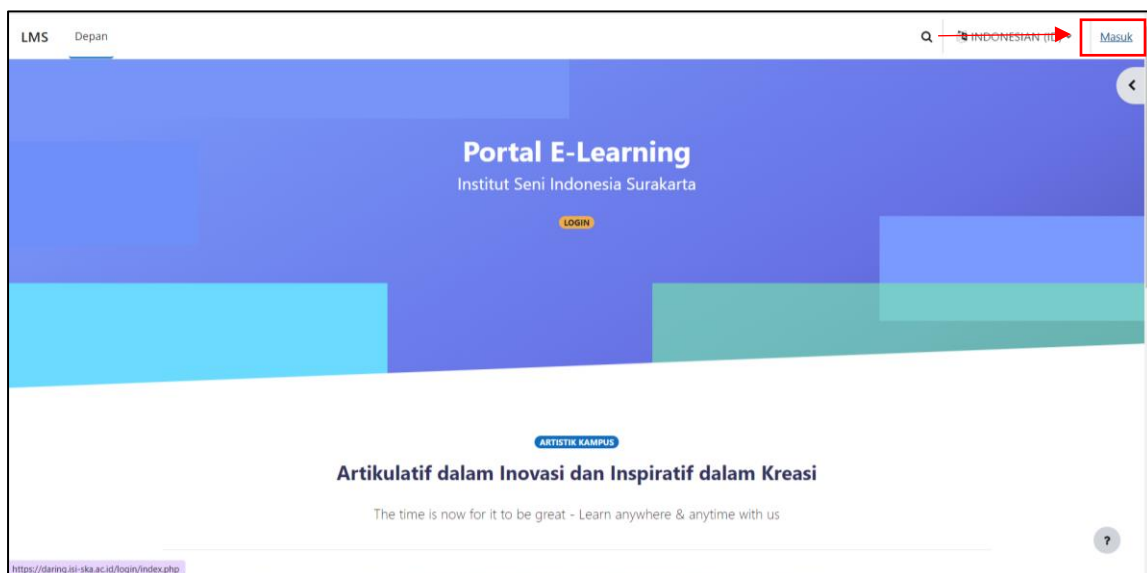 LMS Depan INDONESIAN (ID) Masuk
Portal E-Learning
Institut Seni Indonesia Surakarta
LOGIN
ARTISTIK KAMPUS
Artikulatif dalam Inovasi dan Inspiratif dalam Kreasi
The time is now for it to be great - Learn anywhere & anytime with us
?
https://daring.isi-ska.ac.id/login/index.php